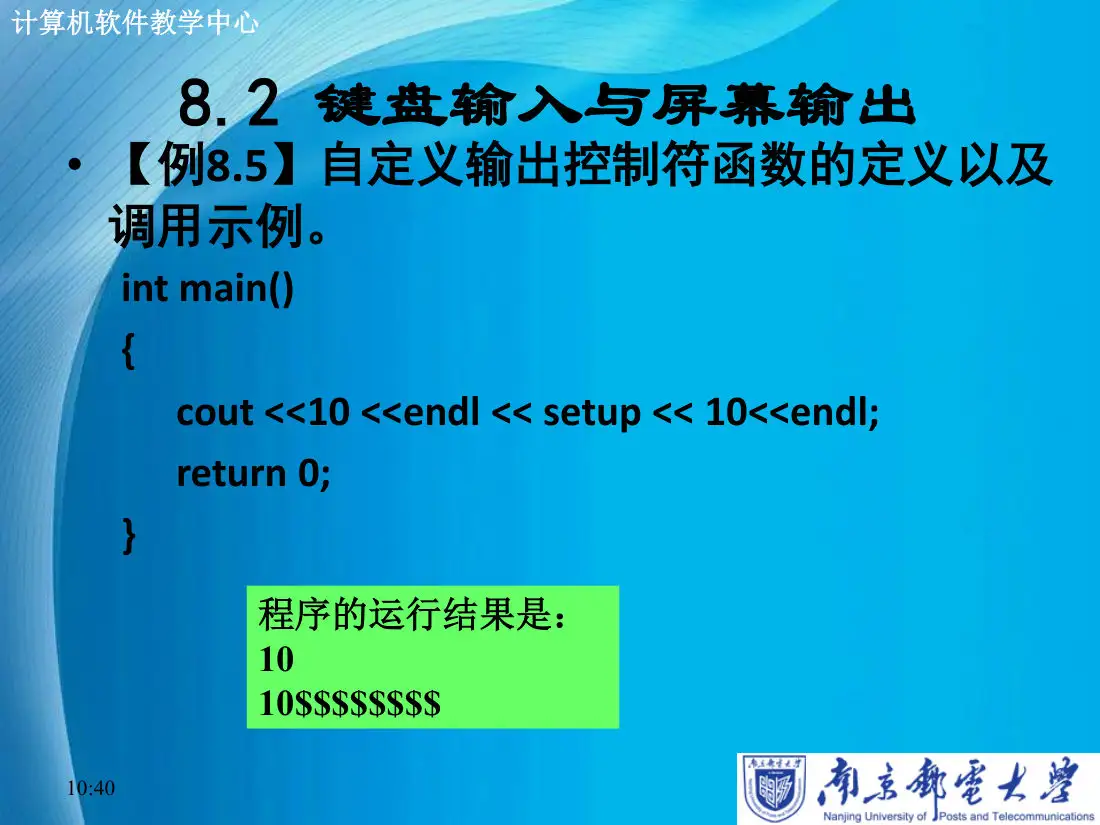 计算机软件教学中心
8.2 键盘输入与屏幕输出
• 【例8.5】自定义输出控制符函数的定义以及
调用示例。
int main()
{
cout <<10 <<endl << setup << 10<<endl;
return 0;
}
程序的运行结果是：
10
10$$$$$$$$
10:40
南京邮电大学
Nanjing University of Posts and Telecommunications